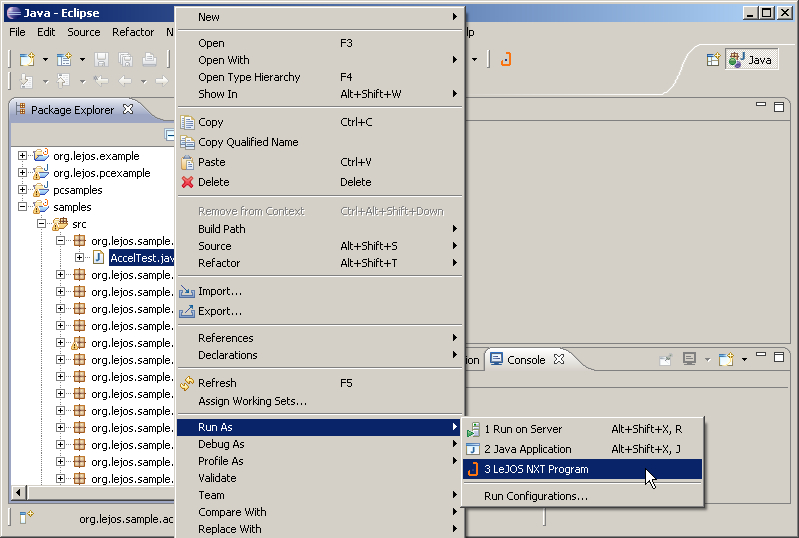 Java - Eclipse
File Edit Source Refactor N
Java
Package Explorer
org.lejos.example
org.lejos.pcexample
pcsamples
samples
src
org.lejos.sample.
AccelTest.jav
org.lejos.sample.
org.lejos.sample.
org.lejos.sample.
org.lejos.sample.
org.lejos.sample.
org.lejos.sample.
org.lejos.sample.
org.lejos.sample.
org.lejos.sample.
org.lejos.sample.
org.lejos.sample.
org.lejos.sample.
org.lejos.sample.
org.lejos.sample.ac
New
Open F3
Open With
Open Type Hierarchy F4
Show In Alt+Shift+W
Copy Ctrl+C
Copy Qualified Name
Paste Ctrl+V
Delete Delete
Remove from Context Ctrl+Alt+Shift+Down
Build Path
Source Alt+Shift+S
Refactor Alt+Shift+T
Import...
Export...
References
Declarations
Refresh F5
Assign Working Sets...
Run As
Debug As
Profile As
Validate
Team
Compare With
Replace With
lp
ion
Console
1 Run on Server Alt+Shift+X, R
2 Java Application Alt+Shift+X, J
3 LeJOS NXT Program
Run Configurations...